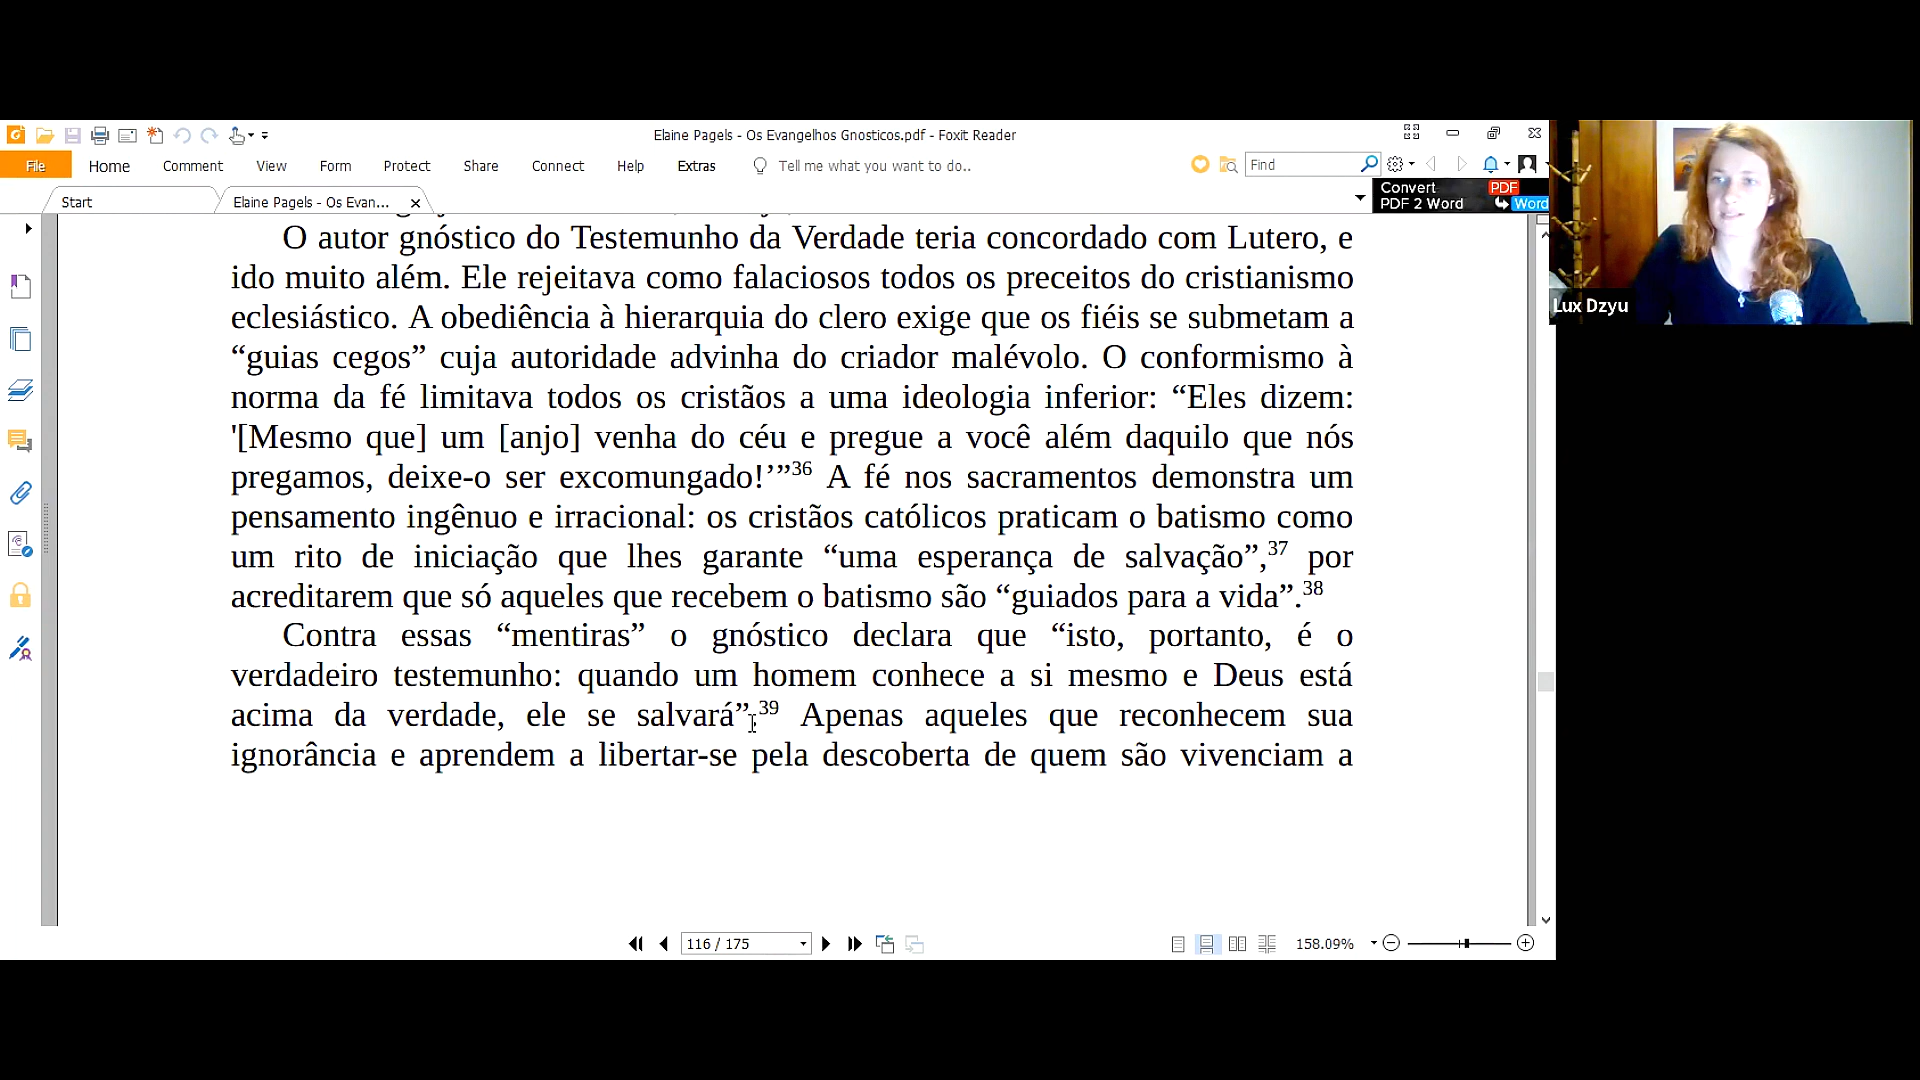 Elaine Pagels - Os Evangelhos Gnosticos.pdf - Foxit Reader
File Home Comment View Form Protect Share Connect Help Extras Tell me what you want to do.. Find
Convert PDF
PDF 2 Word Word
Start Elaine Pagels - Os Evan...
O autor gnóstico do Testemunho da Verdade teria concordado com Lutero, e
ido muito além. Ele rejeitava como falaciosos todos os preceitos do cristianismo
eclesiástico. A obediência à hierarquia do clero exige que os fiéis se submetam a
“guias cegos” cuja autoridade advinha do criador malévolo. O conformismo à
norma da fé limitava todos os cristãos a uma ideologia inferior: “Eles dizem:
'[Mesmo que] um [anjo] venha do céu e pregue a você além daquilo que nós
pregamos, deixe-o ser excomungado!’”36 A fé nos sacramentos demonstra um
pensamento ingênuo e irracional: os cristãos católicos praticam o batismo como
um rito de iniciação que lhes garante “uma esperança de salvação”,37 por
acreditarem que só aqueles que recebem o batismo são “guiados para a vida”.38
Contra essas “mentiras” o gnóstico declara que “isto, portanto, é o
verdadeiro testemunho: quando um homem conhece a si mesmo e Deus está
acima da verdade, ele se salvará”.39 Apenas aqueles que reconhecem sua
ignorância e aprendem a libertar-se pela descoberta de quem são vivenciam a
116 / 175
158.09%
Lux Dzyu